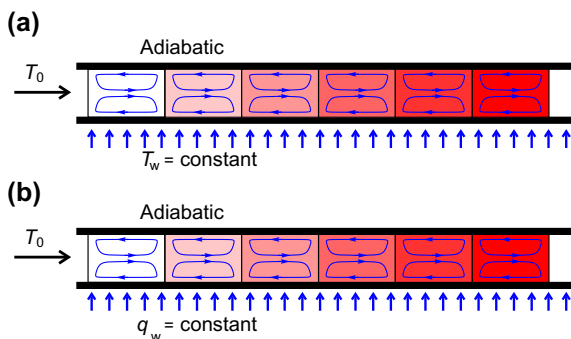 (a)
Adiabatic
T0
Tw = constant
(b)
Adiabatic
T0
qw = constant